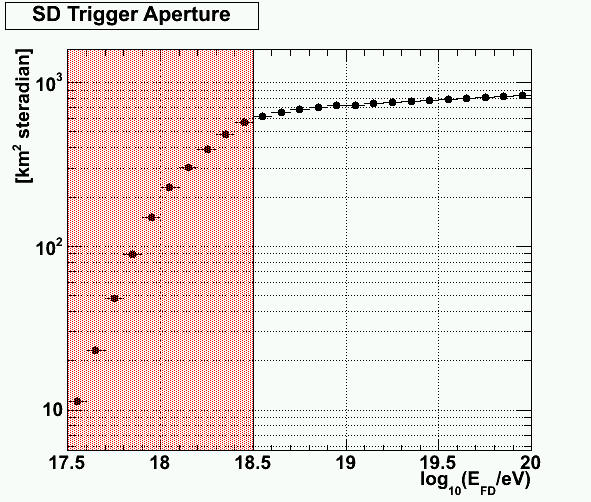 SD Trigger Aperture
[km² steradian]
10³
10²
10
17.5 18 18.5 19 19.5 20
log₁₀(E_FD/eV)